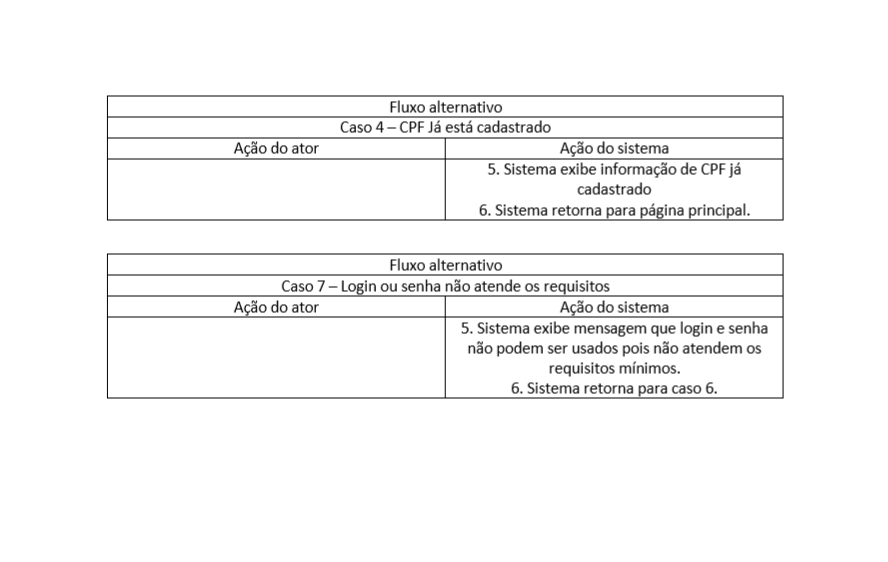 Fluxo alternativo
Caso 4 – CPF Já está cadastrado
Ação do ator
Ação do sistema
5. Sistema exibe informação de CPF já
cadastrado
6. Sistema retorna para página principal.
Fluxo alternativo
Caso 7 – Login ou senha não atende os requisitos
Ação do ator
Ação do sistema
5. Sistema exibe mensagem que login e senha
não podem ser usados pois não atendem os
requisitos mínimos.
6. Sistema retorna para caso 6.